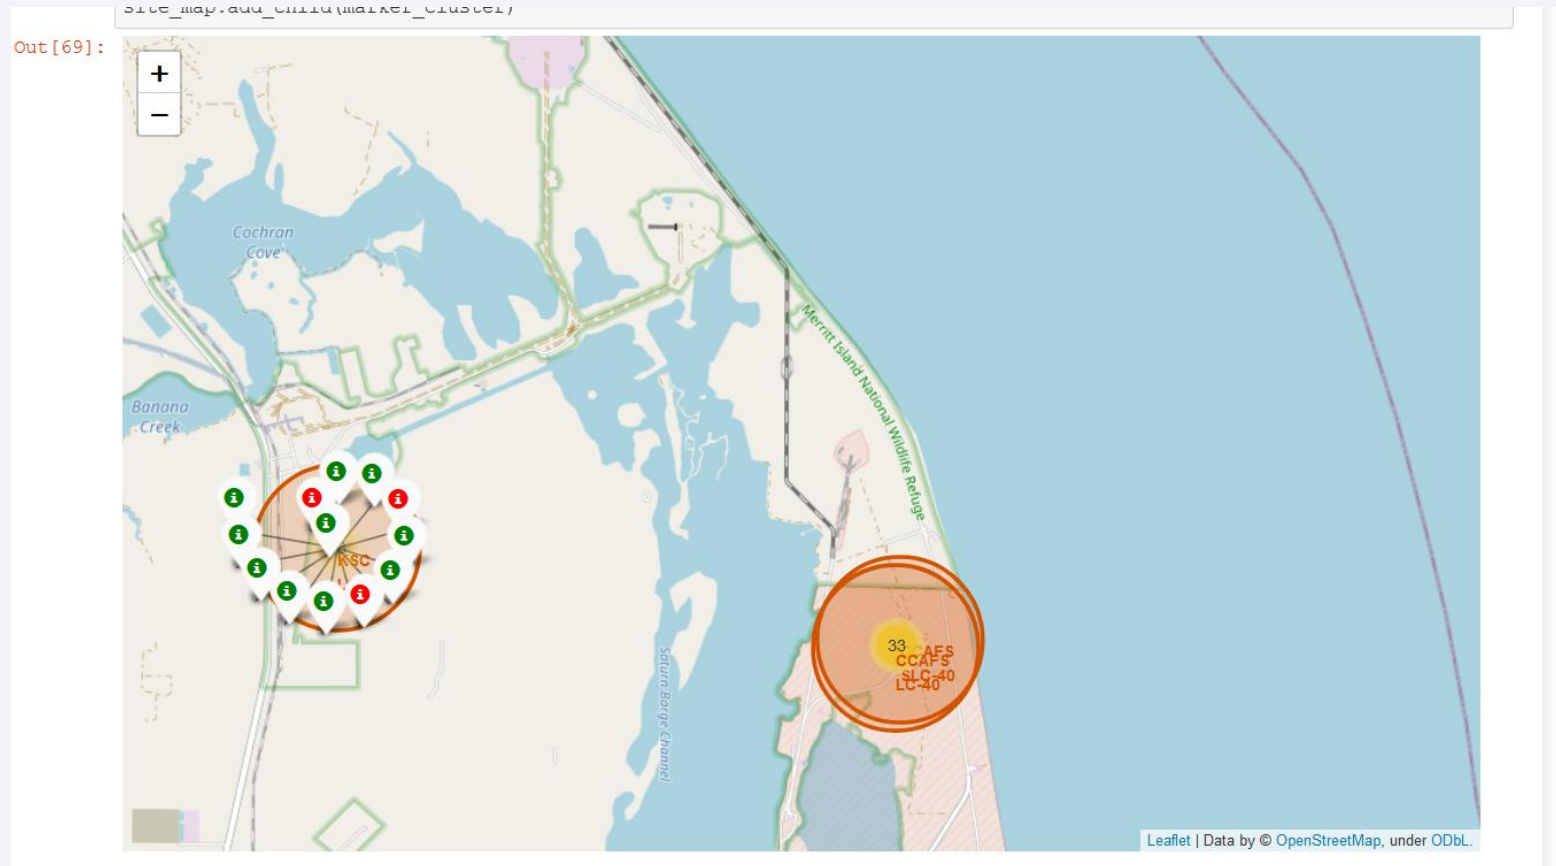 site_map.add_child(marker_cluster)
Out[69]:
+
−
Cochran
Cove
Merritt Island National Wildlife Refuge
Banana
Creek
KSC
33
AFS
CCAFS
SLC-40
LC-40
Saturn Barge Channel
Leaflet | Data by © OpenStreetMap, under ODbL.